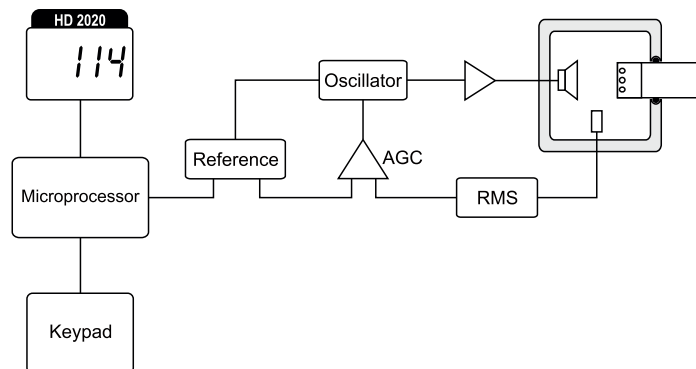 HD 2020
114
Oscillator
Reference
AGC
Microprocessor
RMS
Keypad